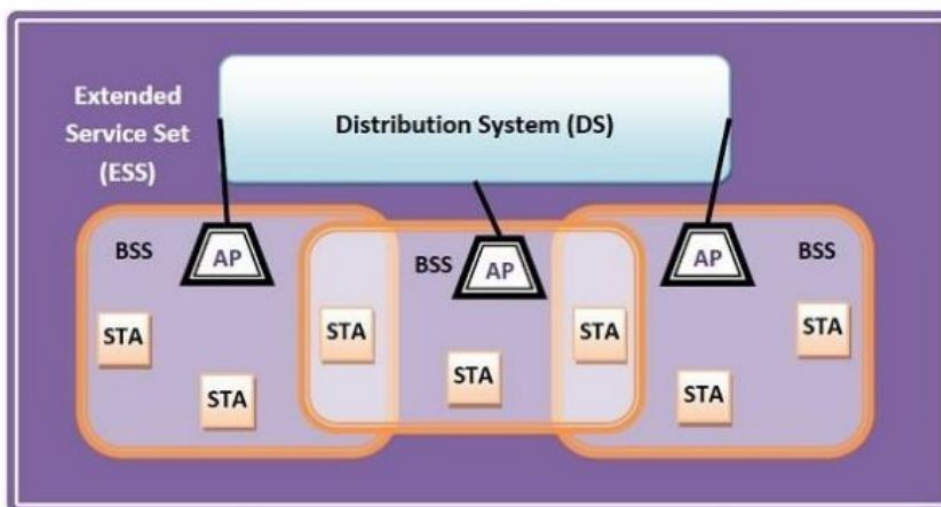 Extended
Service Set
(ESS)
Distribution System (DS)
BSS
AP
BSS
AP
AP
BSS
STA
STA
STA
STA
STA
STA
STA